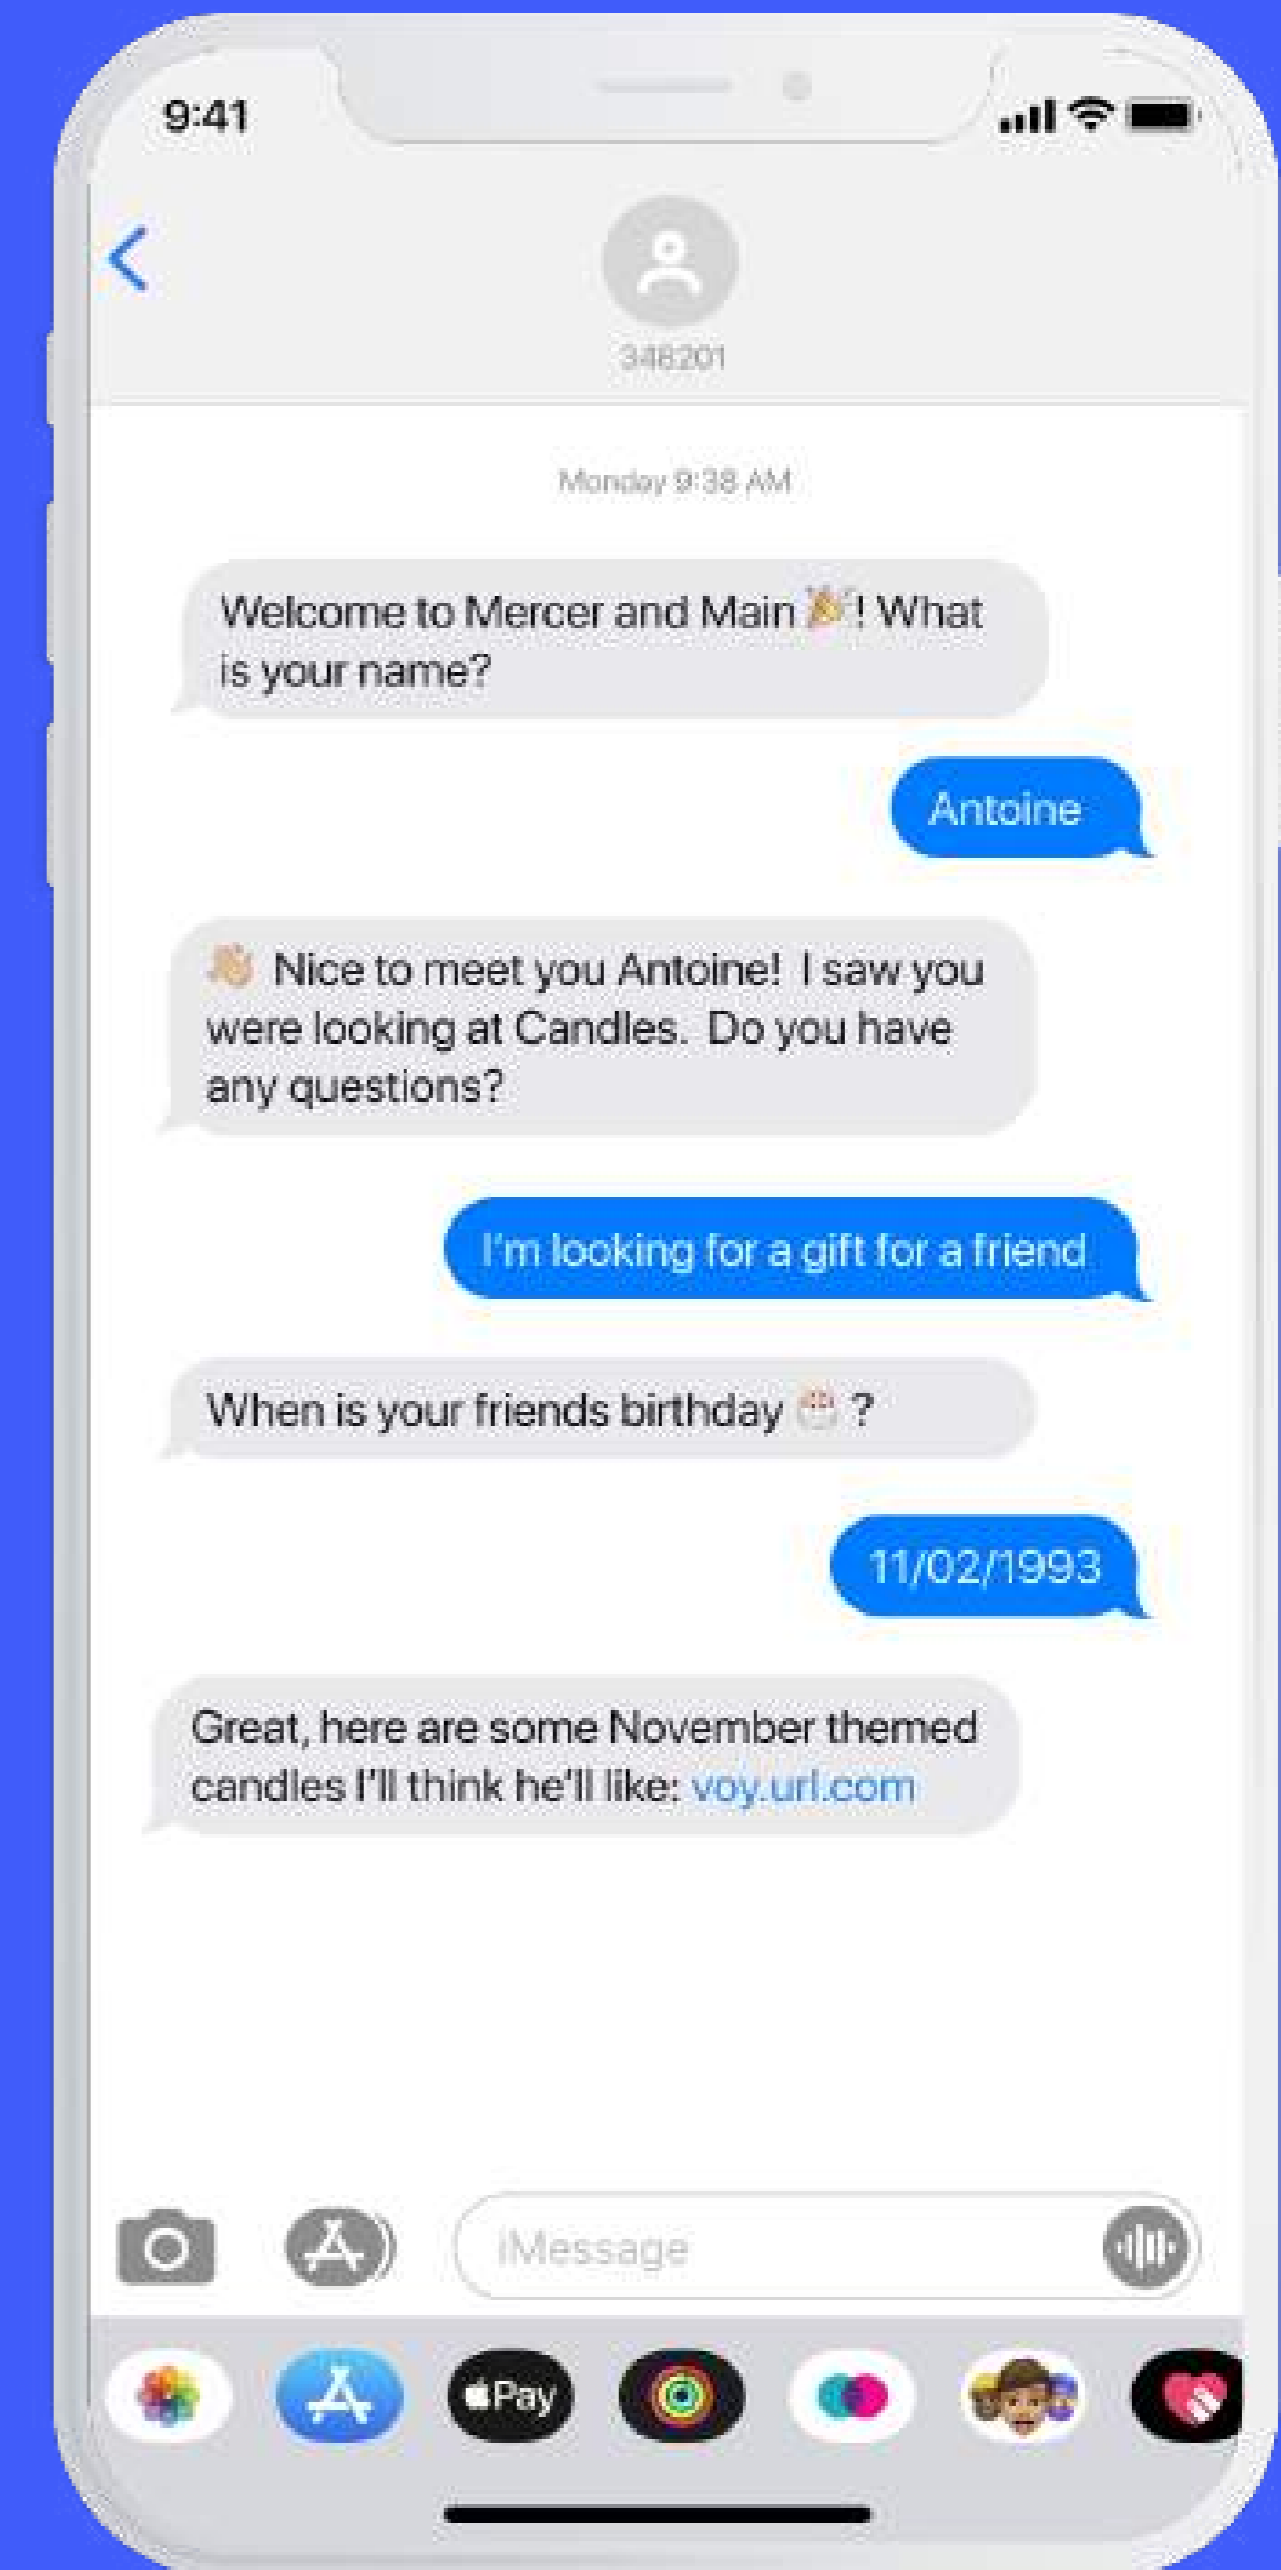 9:41
348201
Monday 9:38 AM
Welcome to Mercer and Main 🎉! What
is your name?
Antoine
👋🏼 Nice to meet you Antoine! I saw you
were looking at Candles. Do you have
any questions?
I'm looking for a gift for a friend
When is your friends birthday 🎂 ?
11/02/1993
Great, here are some November themed
candles I'll think he'll like: voy.url.com
iMessage
Pay